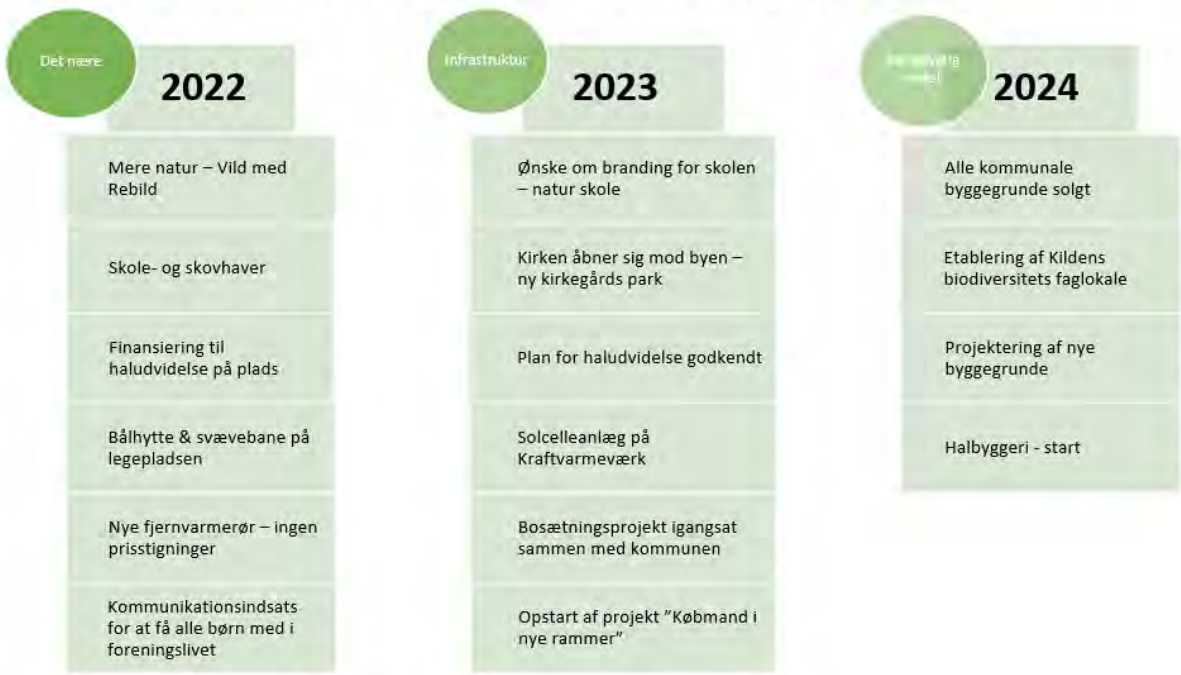 Det nære
2022
Mere natur – Vild med
Rebild
Skole- og skovhaver
Finansiering til
haludvidelse på plads
Bålhytte & svævebane på
legepladsen
Nye fjernvarmerør – ingen
prisstigninger
Kommunikationsindsats
for at få alle børn med i
foreningslivet
Infrastruktur
2023
Ønske om branding for skolen
– natur skole
Kirken åbner sig mod byen –
ny kirkegårds park
Plan for haludvidelse godkendt
Solcelleanlæg på
Kraftvarmeværk
Bosætningsprojekt igangsat
sammen med kommunen
Opstart af projekt ”Købmand i
nye rammer”
2024
Alle kommunale
byggegrunde solgt
Etablering af Kildens
biodiversitets faglokale
Projektering af nye
byggegrunde
Halbyggeri - start